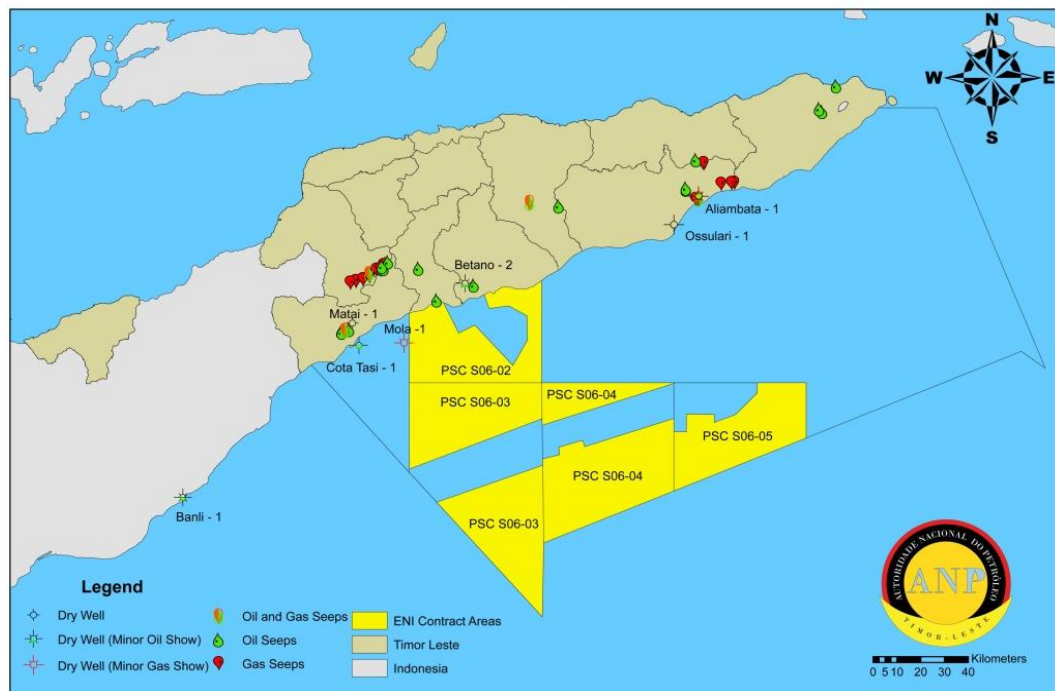 N
W E
S
Aliambata - 1
Ossulari - 1
Betano - 2
Matai - 1
Mola -1
Cota Tasi - 1
PSC S06-02
PSC S06-03
PSC S06-04
PSC S06-05
PSC S06-04
PSC S06-03
Banli - 1
Legend
Dry Well
Dry Well (Minor Oil Show)
Dry Well (Minor Gas Show)
Oil and Gas Seeps
Oil Seeps
Gas Seeps
ENI Contract Areas
Timor Leste
Indonesia
AUTORIDADE NACIONAL DO PETRÓLEO
ANP
TIMOR-LESTE
Kilometers
0 5 10 20 30 40